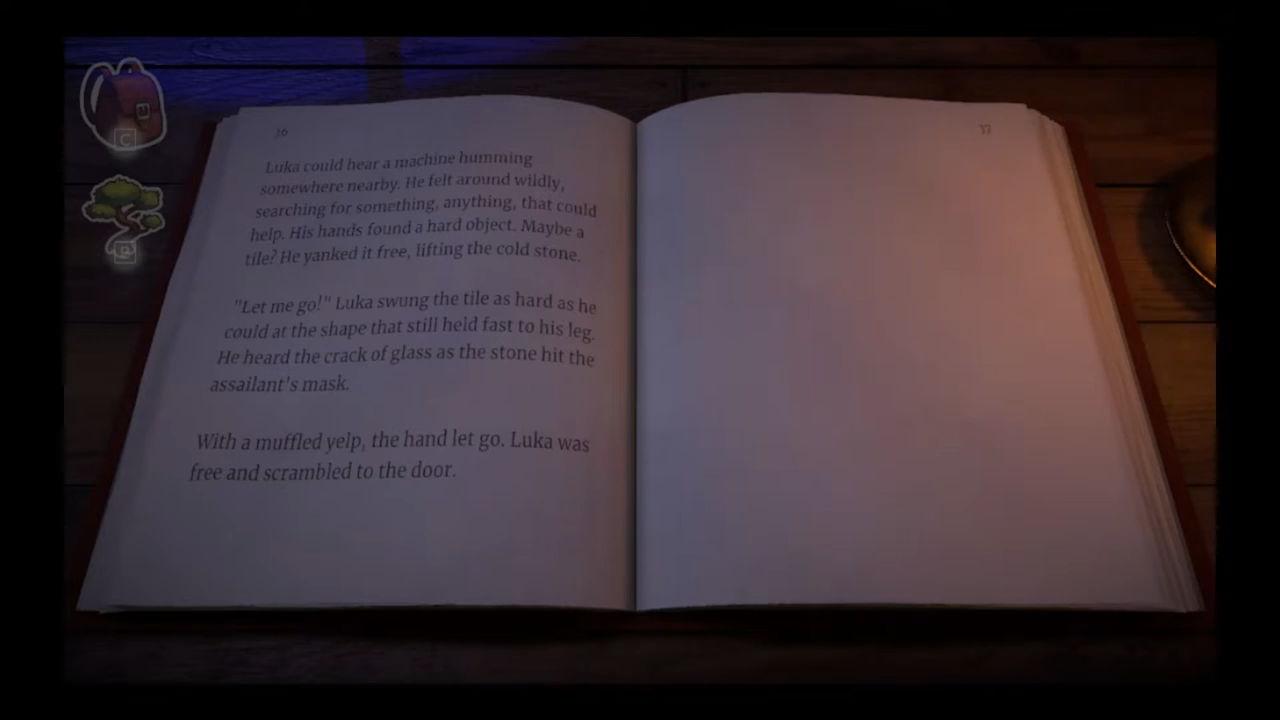 C
36
37
Luka could hear a machine humming
somewhere nearby. He felt around wildly,
searching for something, anything, that could
help. His hands found a hard object. Maybe a
tile? He yanked it free, lifting the cold stone.
"Let me go!" Luka swung the tile as hard as he
could at the shape that still held fast to his leg.
He heard the crack of glass as the stone hit the
assailant's mask.
With a muffled yelp, the hand let go. Luka was
free and scrambled to the door.